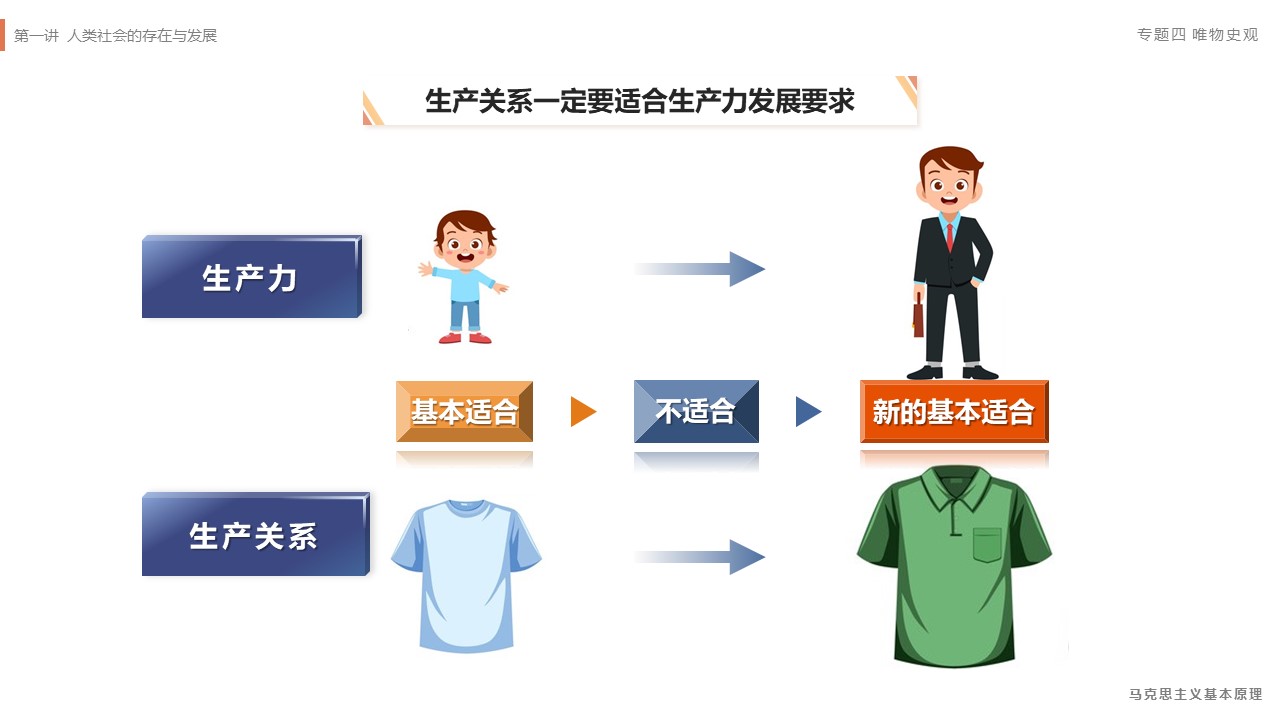 第一讲 人类社会的存在与发展
专题四 唯物史观
生产关系一定要适合生产力发展要求
生产力
基本适合
不适合
新的基本适合
生产关系
马克思主义基本原理